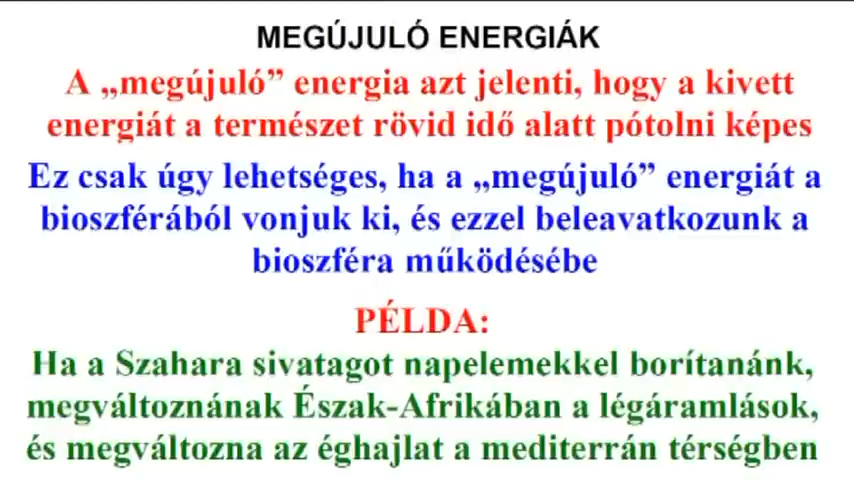 MEGÚJULÓ ENERGIÁK
A „megújuló” energia azt jelenti, hogy a kivett
energiát a természet rövid idő alatt pótolni képes
Ez csak úgy lehetséges, ha a „megújuló” energiát a
bioszférából vonjuk ki, és ezzel beleavatkozunk a
bioszféra működésébe
PÉLDA:
Ha a Szahara sivatagot napelemekkel borítanánk,
megváltoznának Észak-Afrikában a légáramlások,
és megváltozna az éghajlat a mediterrán térségben